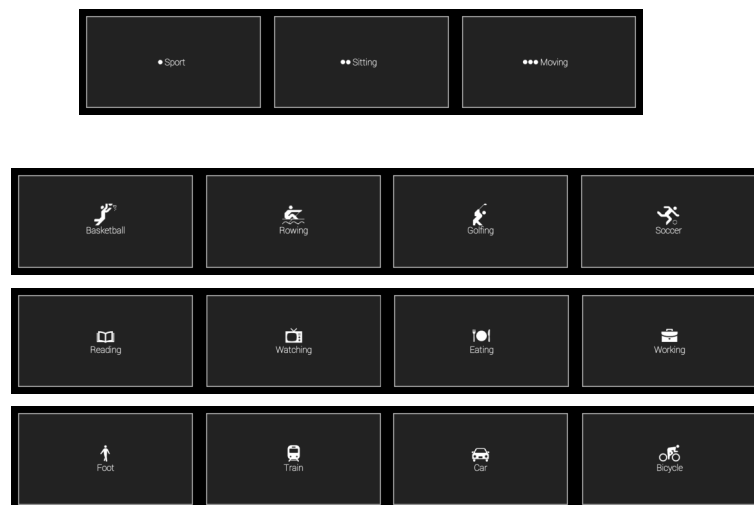 Sport
Sitting
Moving
Basketball
Rowing
Golfing
Soccer
Reading
Watching
Eating
Working
Foot
Train
Car
Bicycle